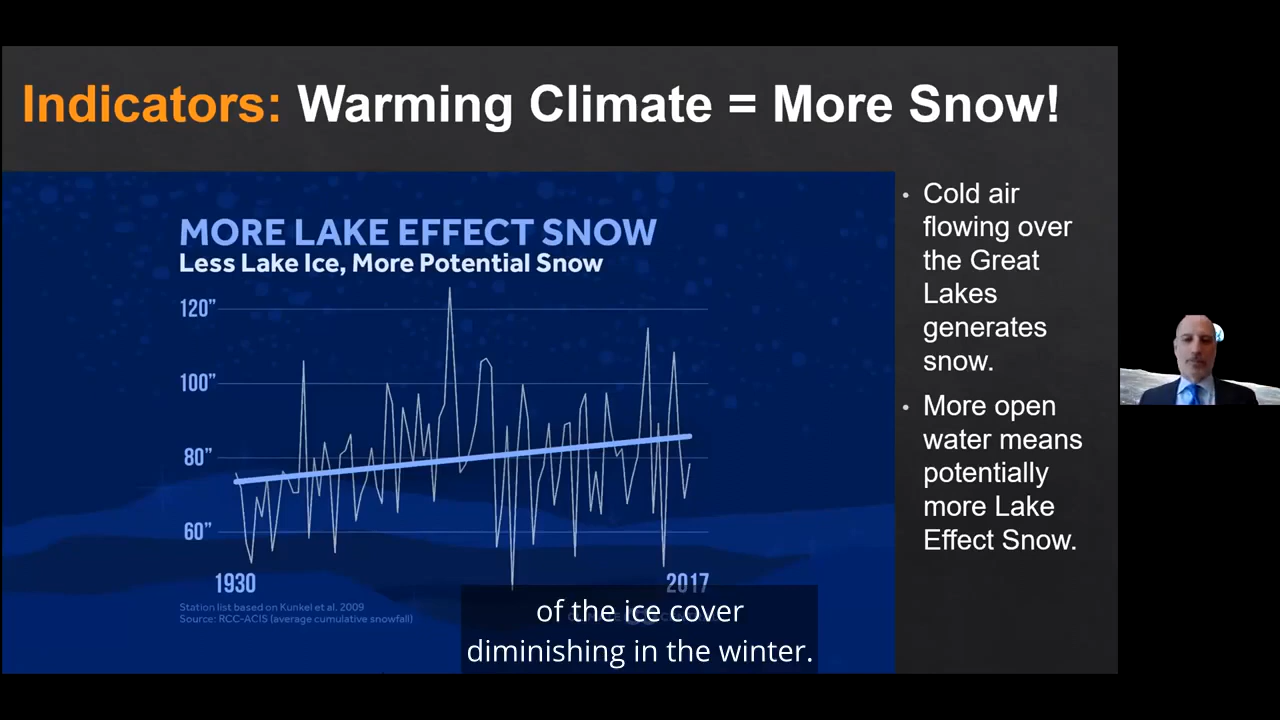 Indicators: Warming Climate = More Snow!
MORE LAKE EFFECT SNOW
Less Lake Ice, More Potential Snow
120"
100"
80"
60"
1930
2017
Station list based on Kunkel et al. 2009
Source: RCC-ACIS (average cumulative snowfall)
• Cold air
flowing over
the Great
Lakes
generates
snow.
• More open
water means
potentially
more Lake
Effect Snow.
of the ice cover
diminishing in the winter.